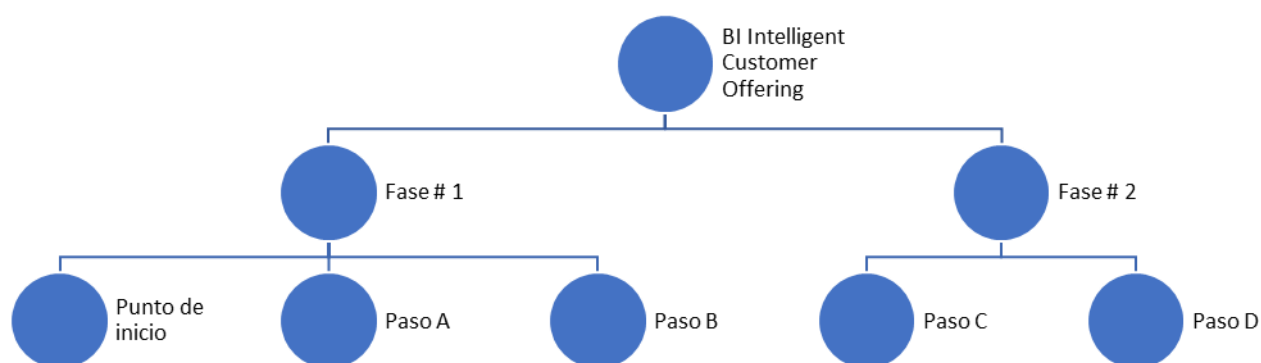 BI Intelligent
Customer
Offering
Fase # 1
Fase # 2
Punto de
inicio
Paso A
Paso B
Paso C
Paso D